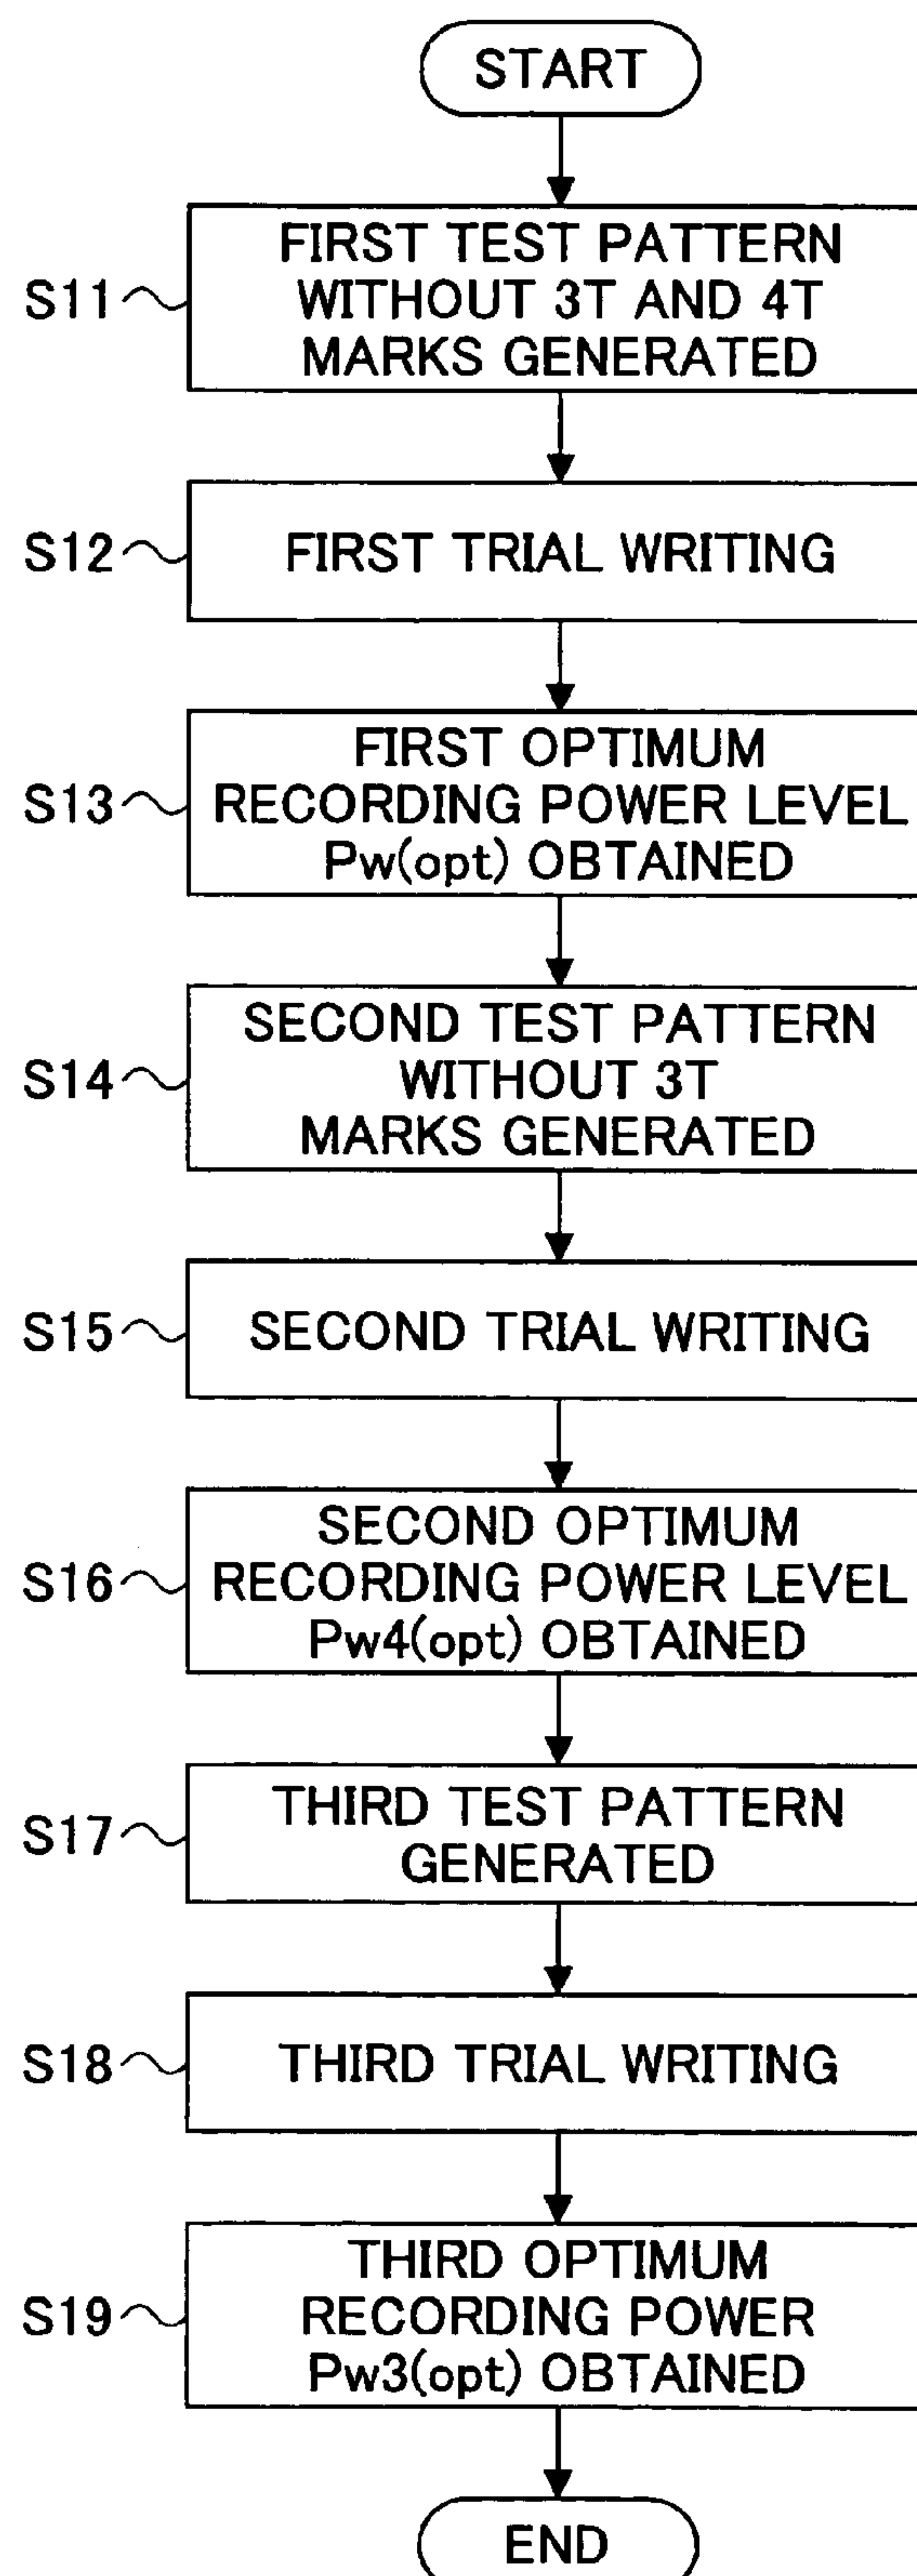 START
S11
FIRST TEST PATTERN
WITHOUT 3T AND 4T
MARKS GENERATED
S12
FIRST TRIAL WRITING
S13
FIRST OPTIMUM
RECORDING POWER LEVEL
Pw(opt) OBTAINED
S14
SECOND TEST PATTERN
WITHOUT 3T
MARKS GENERATED
S15
SECOND TRIAL WRITING
S16
SECOND OPTIMUM
RECORDING POWER LEVEL
Pw4(opt) OBTAINED
S17
THIRD TEST PATTERN
GENERATED
S18
THIRD TRIAL WRITING
S19
THIRD OPTIMUM
RECORDING POWER
Pw3(opt) OBTAINED
END